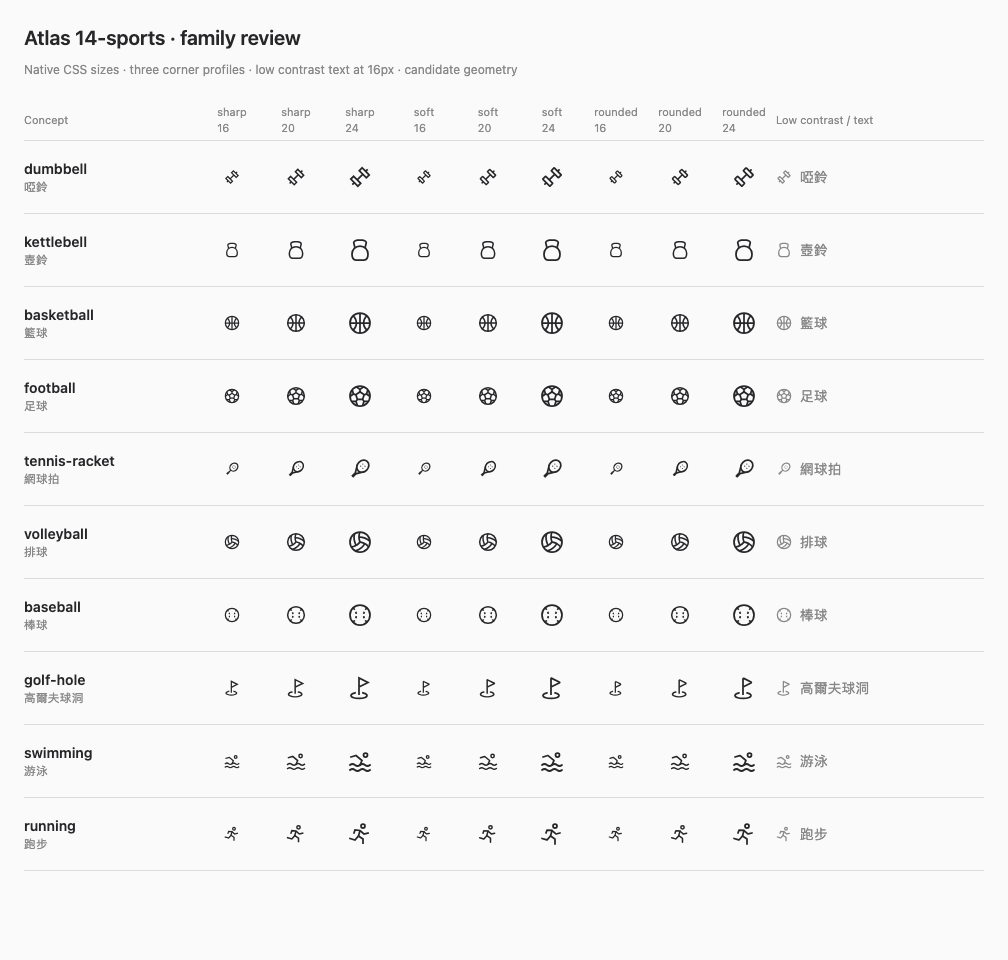 Atlas 14-sports · family review
Native CSS sizes · three corner profiles · low contrast text at 16px · candidate geometry
Concept sharp 16 sharp 20 sharp 24 soft 16 soft 20 soft 24 rounded 16 rounded 20 rounded 24 Low contrast / text
dumbbell
啞鈴
啞鈴
kettlebell
壺鈴
壺鈴
basketball
籃球
籃球
football
足球
足球
tennis-racket
網球拍
網球拍
volleyball
排球
排球
baseball
棒球
棒球
golf-hole
高爾夫球洞
高爾夫球洞
swimming
游泳
游泳
running
跑步
跑步